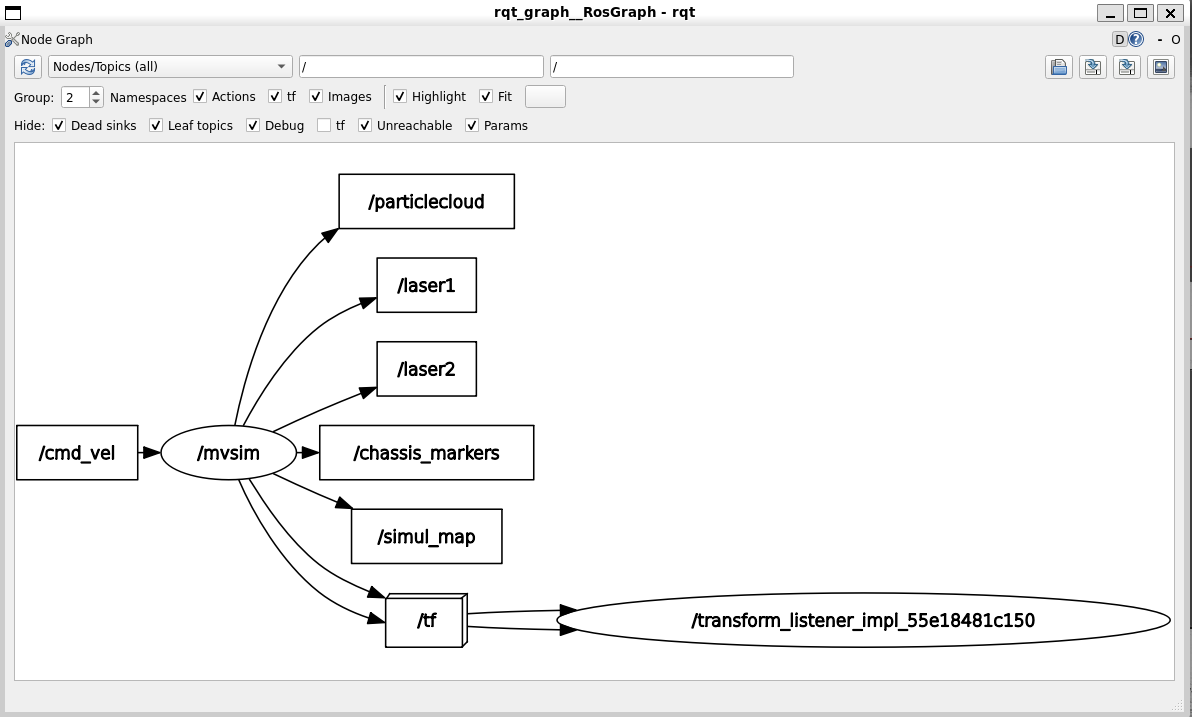 rqt_graph__RosGraph - rqt
Node Graph
D
- O
Nodes/Topics (all)
/
/
Group: 2 Namespaces Actions tf Images Highlight Fit
Hide: Dead sinks Leaf topics Debug tf Unreachable Params
/particlecloud
/laser1
/laser2
/cmd_vel
/mvsim
/chassis_markers
/simul_map
/tf
/transform_listener_impl_55e18481c150